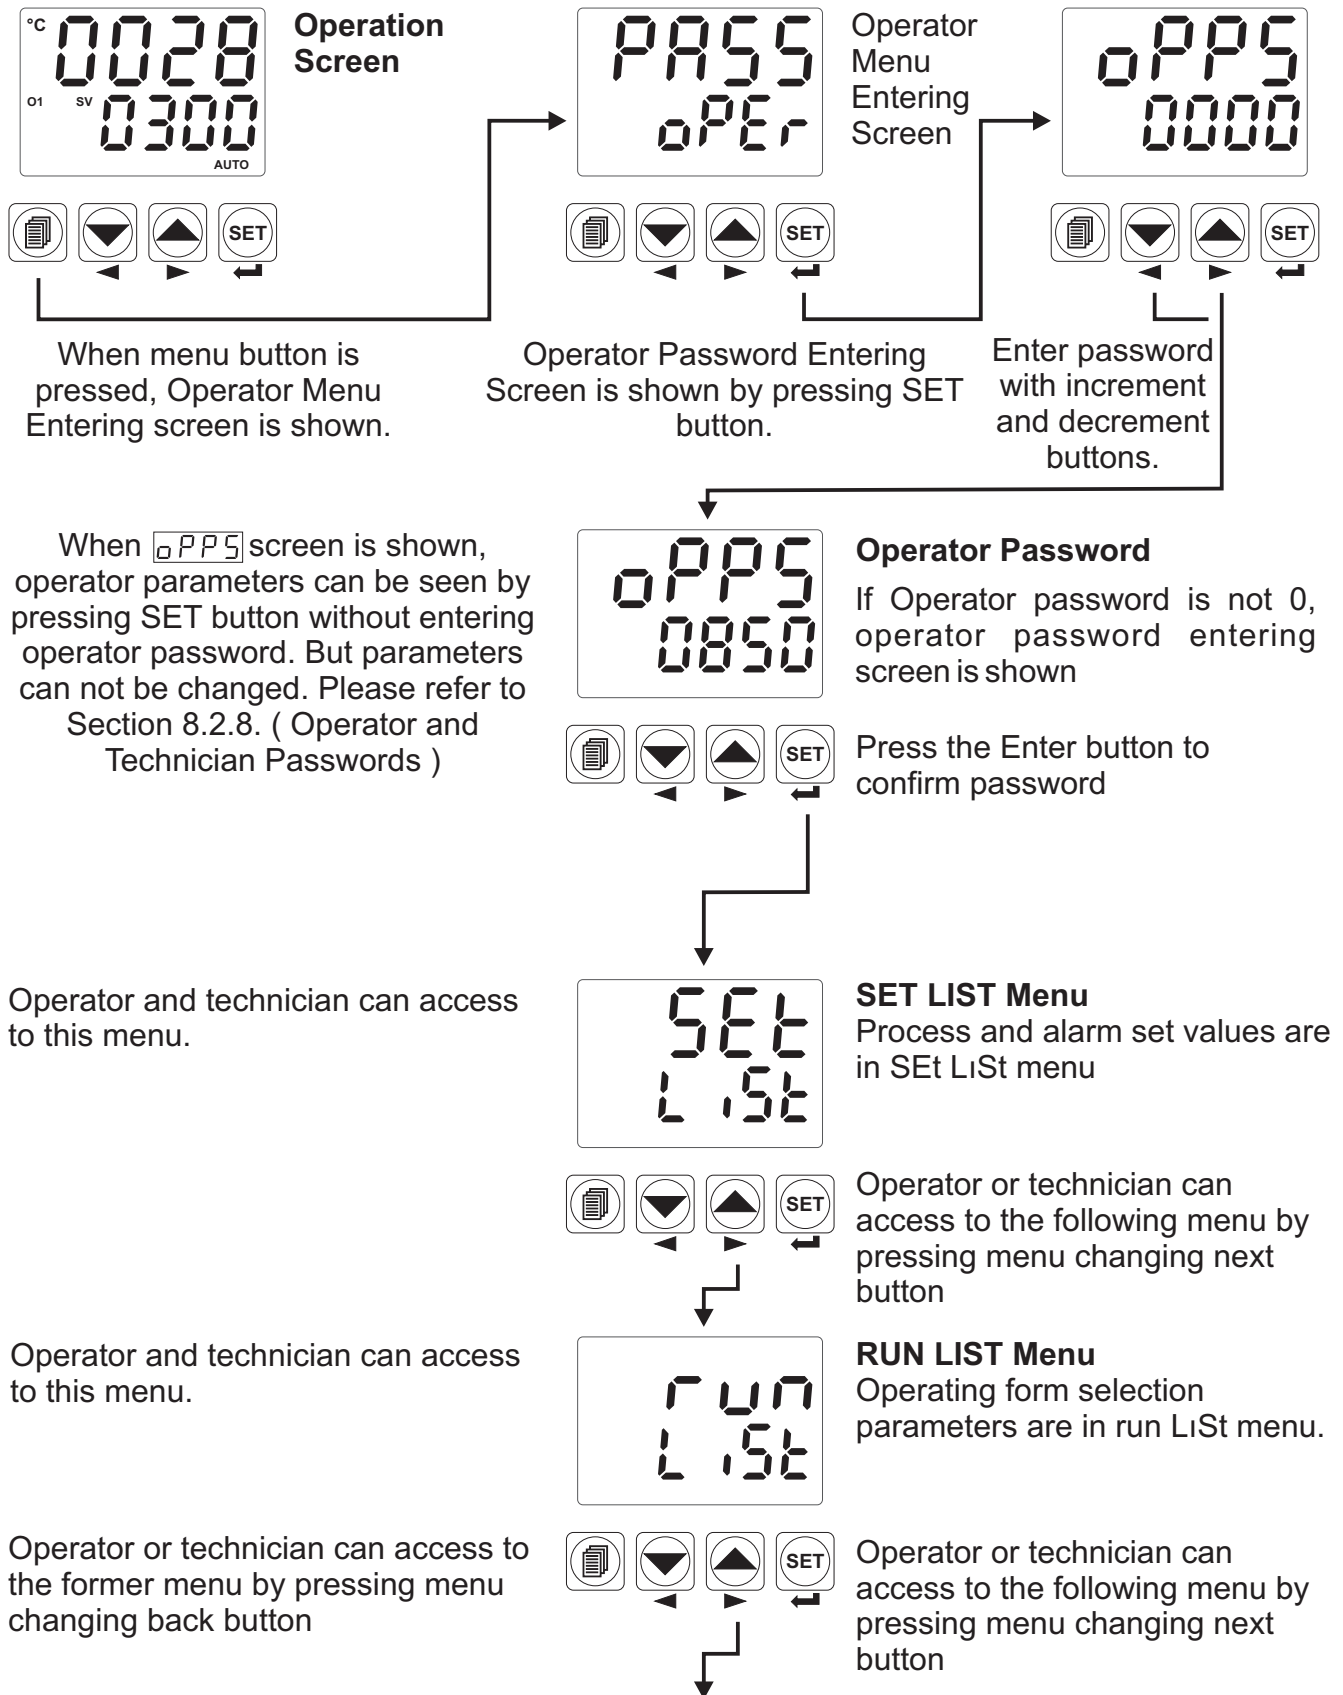 °C 0028
O1 SV 0300
AUTO
Operation
Screen
PASS
oPEr
Operator
Menu
Entering
Screen
oPPS
0000
SET
SET
SET
When menu button is
pressed, Operator Menu
Entering screen is shown.
Operator Password Entering
Screen is shown by pressing SET
button.
Enter password
with increment
and decrement
buttons.
When oPPS screen is shown,
operator parameters can be seen by
pressing SET button without entering
operator password. But parameters
can not be changed. Please refer to
Section 8.2.8. ( Operator and
Technician Passwords )
oPPS
0850
SET
Operator Password
If Operator password is not 0,
operator password entering
screen is shown
Press the Enter button to
confirm password
Operator and technician can access
to this menu.
SEt
LiSt
SET
SET LIST Menu
Process and alarm set values are
in SEt LıSt menu
Operator or technician can
access to the following menu by
pressing menu changing next
button
Operator and technician can access
to this menu.
run
LiSt
RUN LIST Menu
Operating form selection
parameters are in run LıSt menu.
Operator or technician can access to
the former menu by pressing menu
changing back button
SET
Operator or technician can
access to the following menu by
pressing menu changing next
button